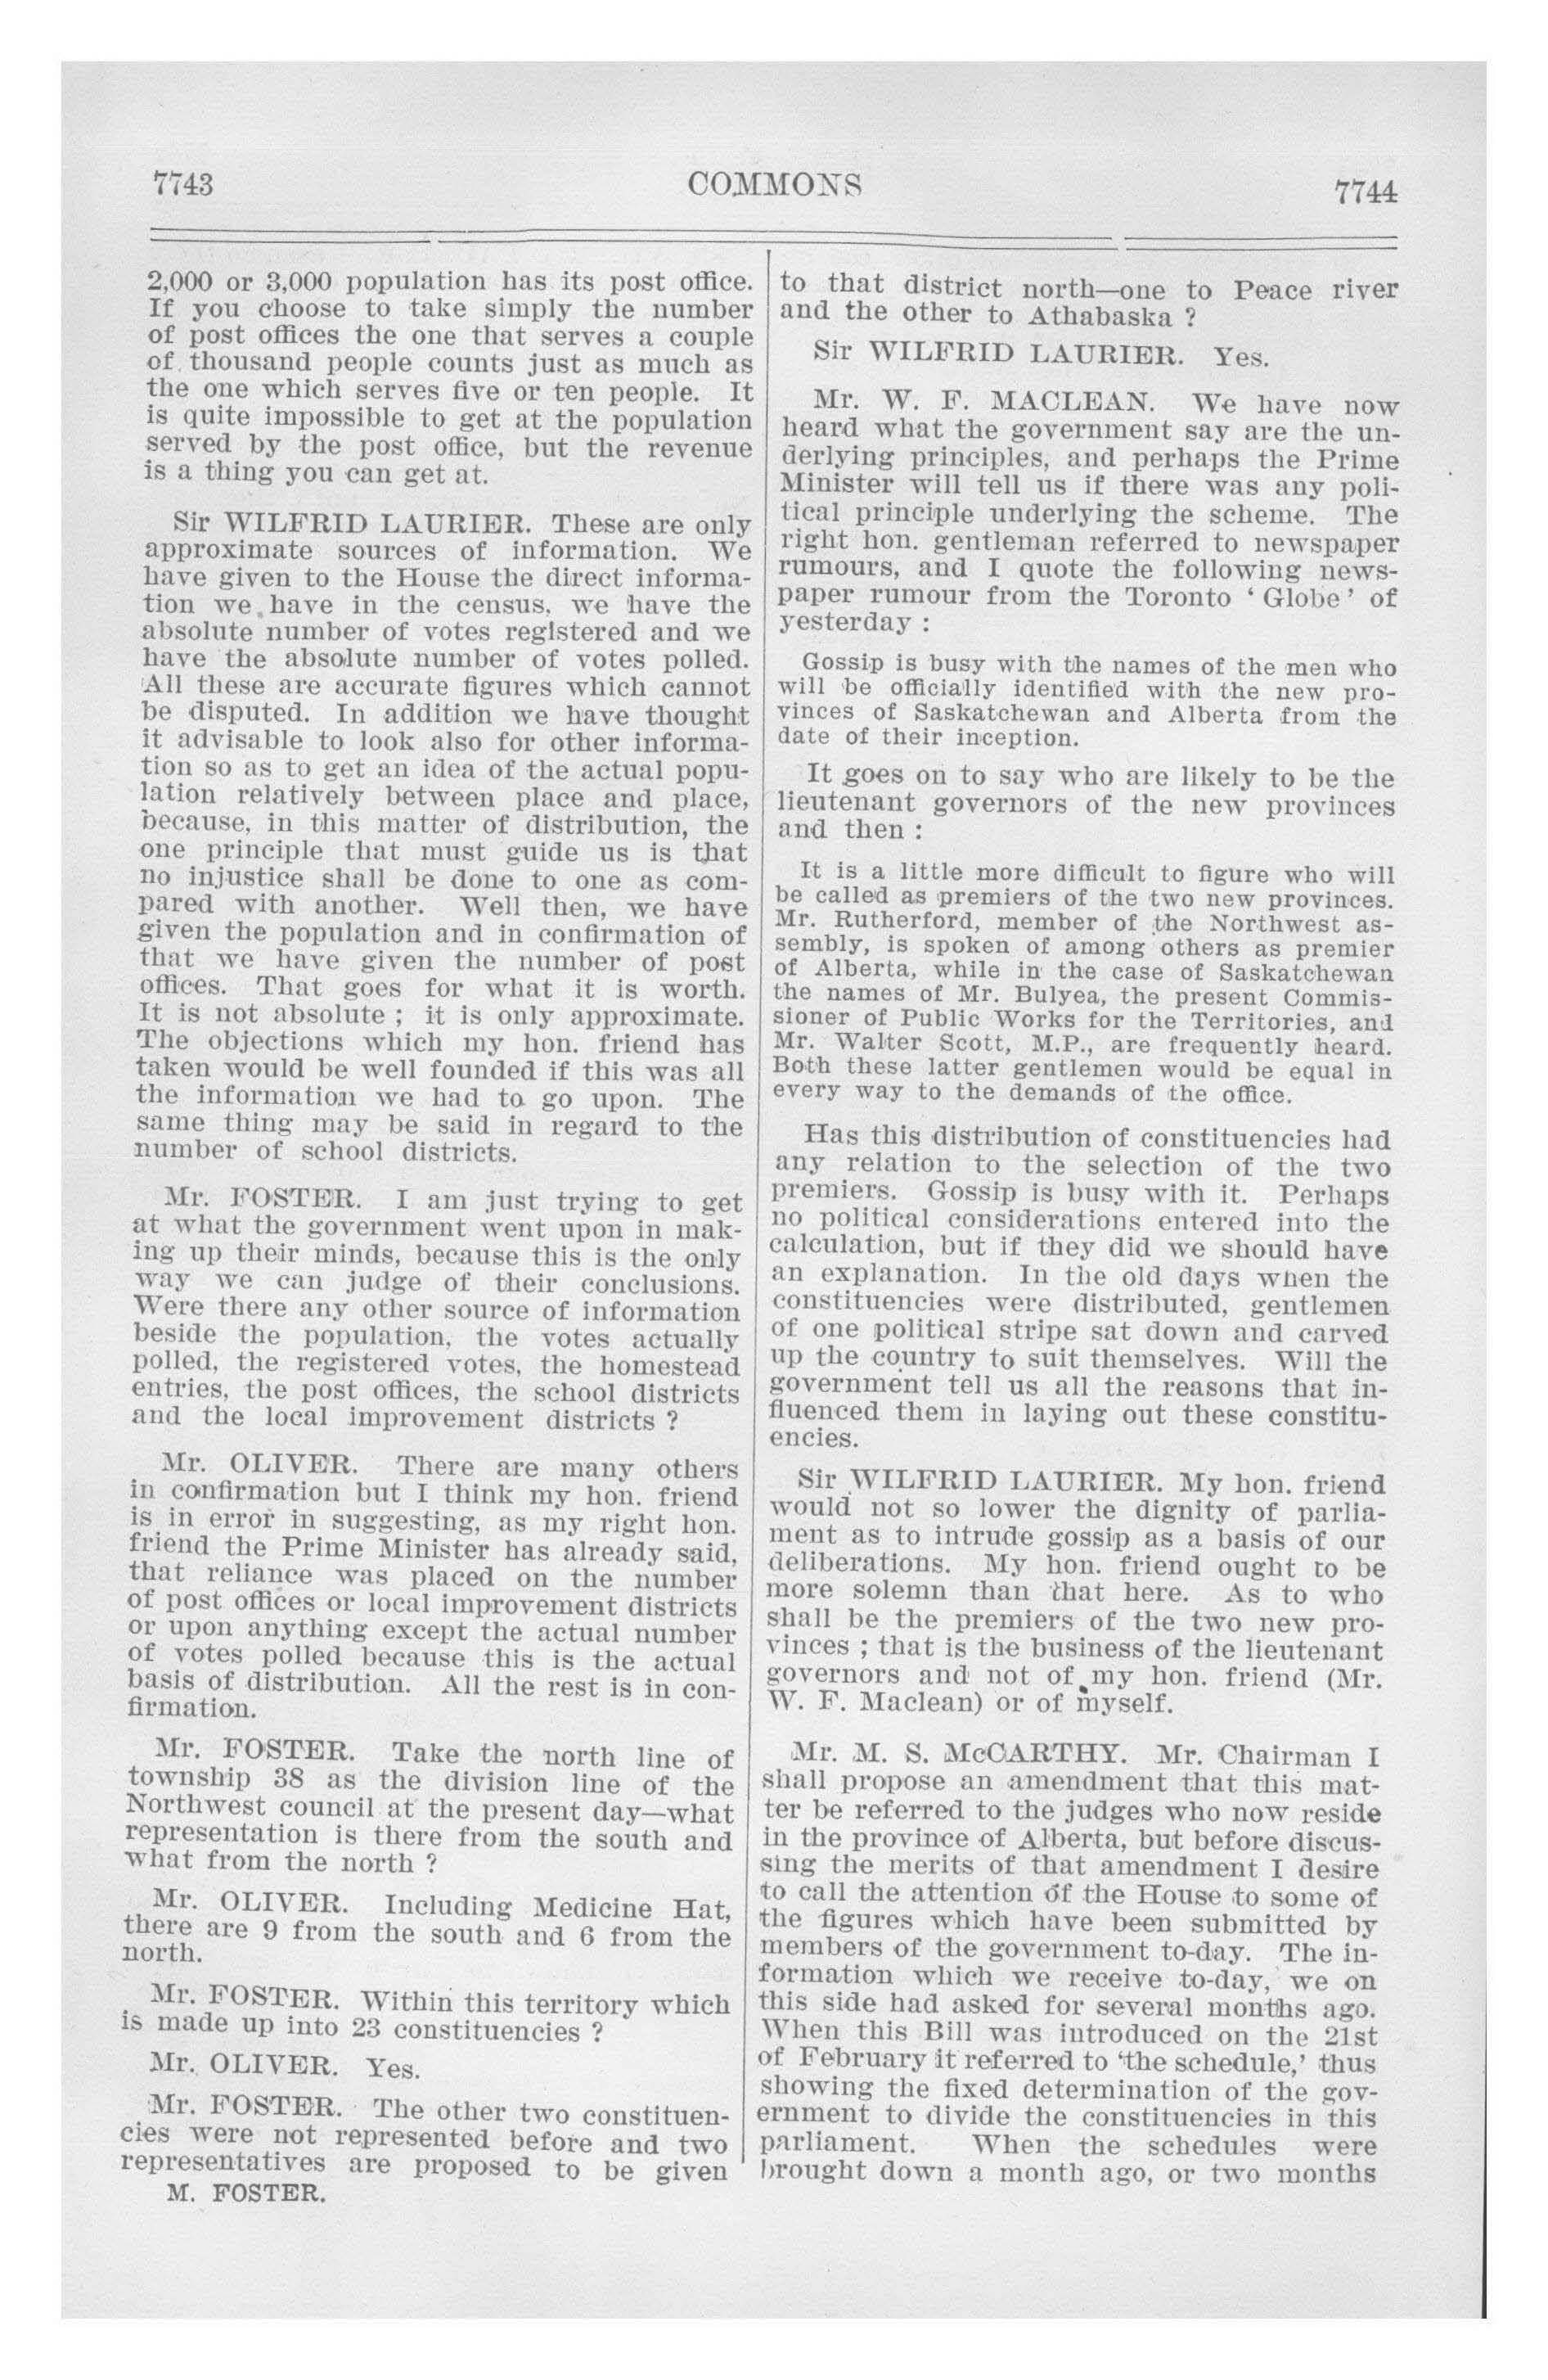 7743
COMMONS
7744
2,000 or 3,000 population has its post office.
If you choose to take simply the number
of post offices the one that serves a couple
of thousand people counts just as much as
the one which serves five or ten people. It
is quite impossible to get at the population
served by the post office, but the revenue
is a thing you can get at.
Sir WILFRID LAURIER. These are only
approximate sources of information. We
have given to the House the direct informa-
tion we have in the census, we have the
absolute number of votes registered and we
have the absolute number of votes polled.
All these are accurate figures which cannot
be disputed. In addition we have thought
it advisable to look also for other informa-
tion so as to get an idea of the actual popu-
lation relatively between place and place,
because, in this matter of distribution, the
one principle that must guide us is that
no injustice shall be done to one as com-
pared with another. Well then, we have
given the population and in confirmation of
that we have given the number of post
offices. That goes for what it is worth.
It is not absolute ; it is only approximate.
The objections which my hon. friend has
taken would be well founded if this was all
the information we had to go upon. The
same thing may be said in regard to the
number of school districts.
Mr. FOSTER. I am just trying to get
at what the government went upon in mak-
ing up their minds, because this is the only
way we can judge of their conclusions.
Were there any other source of information
beside the population, the votes actually
polled, the registered votes, the homestead
entries, the post offices, the school districts
and the local improvement districts ?
Mr. OLIVER. There are many others
in confirmation but I think my hon. friend
is in error in suggesting, as my right hon.
friend the Prime Minister has already said,
that reliance was placed on the number
of post offices or local improvement districts
or upon anything except the actual number
of votes polled because this is the actual
basis of distribution. All the rest is in con-
firmation.
Mr. FOSTER. Take the north line of
township 38 as the division line of the
Northwest council at the present day—what
representation is there from the south and
what from the north ?
Mr. OLIVER. Including Medicine Hat,
there are 9 from the south and 6 from the
north.
Mr. FOSTER. Within this territory which
is made up into 23 constituencies ?
Mr. OLIVER. Yes.
Mr. FOSTER. The other two constituen-
cies were not represented before and two
representatives are proposed to be given
M. FOSTER.
to that district north—one to Peace river
and the other to Athabaska ?
Sir WILFRID LAURIER. Yes.
Mr. W. F. MACLEAN. We have now
heard what the government say are the un-
derlying principles, and perhaps the Prime
Minister will tell us if there was any poli-
tical principle underlying the scheme. The
right hon. gentleman referred to newspaper
rumours, and I quote the following news-
paper rumour from the Toronto ‘ Globe ’ of
yesterday :
Gossip is busy with the names of the men who
will be officially identified with the new pro-
vinces of Saskatchewan and Alberta from the
date of their inception.
It goes on to say who are likely to be the
lieutenant governors of the new provinces
and then :
It is a little more difficult to figure who will
be called as premiers of the two new provinces.
Mr. Rutherford, member of the Northwest as-
sembly, is spoken of among others as premier
of Alberta, while in the case of Saskatchewan
the names of Mr. Bulyea, the present Commis-
sioner of Public Works for the Territories, and
Mr. Walter Scott, M.P., are frequently heard.
Both these latter gentlemen would be equal in
every way to the demands of the office.
Has this distribution of constituencies had
any relation to the selection of the two
premiers. Gossip is busy with it. Perhaps
no political considerations entered into the
calculation, but if they did we should have
an explanation. In the old days when the
constituencies were distributed, gentlemen
of one political stripe sat down and carved
up the country to suit themselves. Will the
government tell us all the reasons that in-
fluenced them in laying out these constitu-
encies.
Sir WILFRID LAURIER. My hon. friend
would not so lower the dignity of parlia-
ment as to intrude gossip as a basis of our
deliberations. My hon. friend ought to be
more solemn than that here. As to who
shall be the premiers of the two new pro-
vinces ; that is the business of the lieutenant
governors and not of my hon. friend (Mr.
W. F. Maclean) or of myself.
Mr. M. S. McCARTHY. Mr. Chairman I
shall propose an amendment that this mat-
ter be referred to the judges who now reside
in the province of Alberta, but before discus-
sing the merits of that amendment I desire
to call the attention of the House to some of
the figures which have been submitted by
members of the government to-day. The in-
formation which we receive to-day, we on
this side had asked for several months ago.
When this Bill was introduced on the 21st
of February it referred to ‘the schedule,’ thus
showing the fixed determination of the gov-
ernment to divide the constituencies in this
parliament. When the schedules were
brought down a month ago, or two months